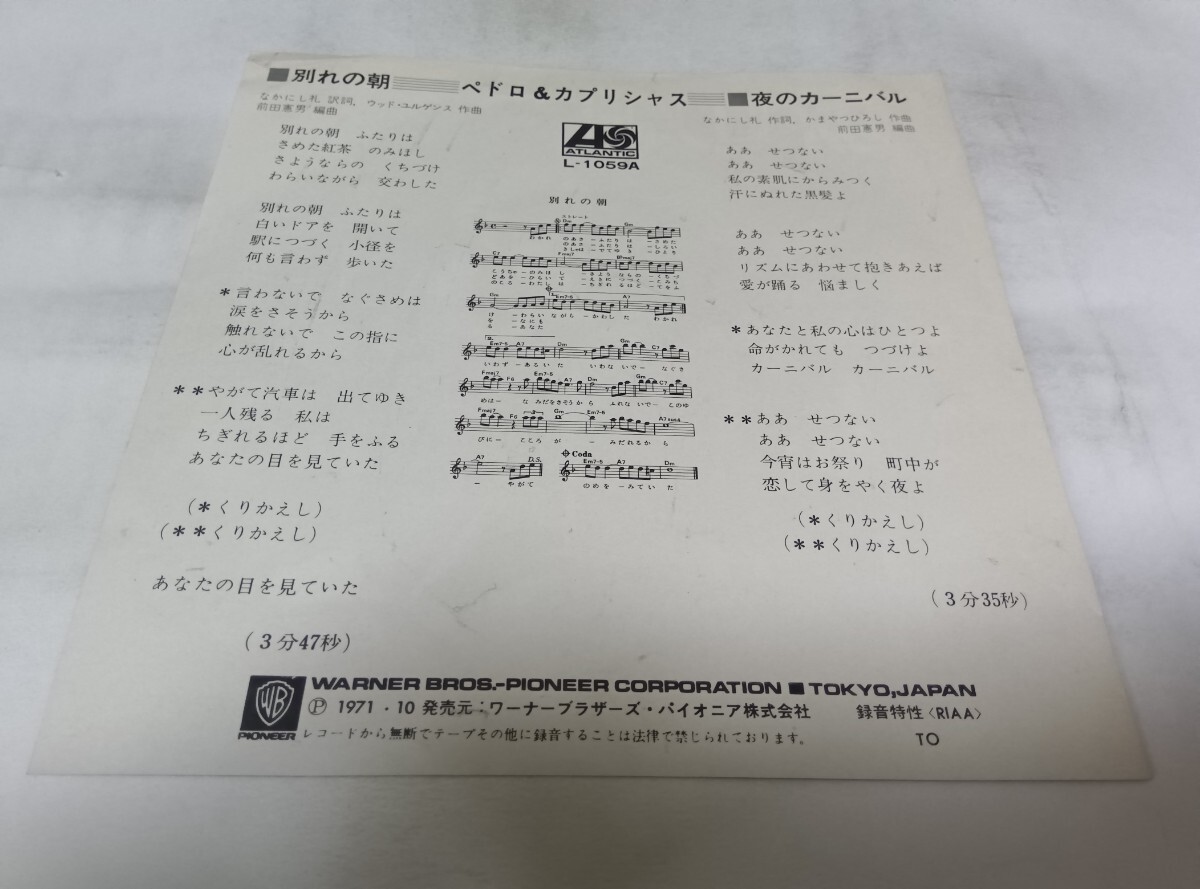 ■別れの朝 ペドロ＆カプリシャス ■夜のカーニバル
なかにし礼 訳詞，ウッド・ユルゲンス 作曲
前田憲男 編曲
別れの朝　ふたりは
さめた紅茶　のみほし
さようならの　くちづけ
わらいながら　交わした
別れの朝　ふたりは
白いドアを　開いて
駅につづく　小径を
何も言わず　歩いた
＊言わないで　なぐさめは
涙をさそうから
触れないで　この指に
心が乱れるから
＊＊やがて汽車は　出てゆき
一人残る　私は
ちぎれるほど　手をふる
あなたの目を見ていた
(＊くりかえし)
(＊＊くりかえし)
あなたの目を見ていた
(3分47秒)
ATLANTIC
L-1059A
別れの朝
ストレート
Coda
D.S.
やがて
のめを ーみてい た
なかにし礼 作詞，かまやつひろし 作曲
前田憲男 編曲
ああ　せつない
ああ　せつない
私の素肌にからみつく
汗にぬれた黒髪よ
ああ　せつない
ああ　せつない
リズムにあわせて抱きあえば
愛が踊る　悩ましく
＊あなたと私の心はひとつよ
命がかれても　つづけよ
カーニバル　カーニバル
＊＊ああ　せつない
ああ　せつない
今宵はお祭り　町中が
恋して身をやく夜よ
(＊くりかえし)
(＊＊くりかえし)
(3分35秒)
WB
PIONEER
WARNER BROS.-PIONEER CORPORATION ■ TOKYO,JAPAN
Ⓟ 1971・10 発売元：ワーナーブラザーズ・パイオニア株式会社　録音特性〈RIAA〉
レコードから無断でテープその他に録音することは法律で禁じられております。　TO